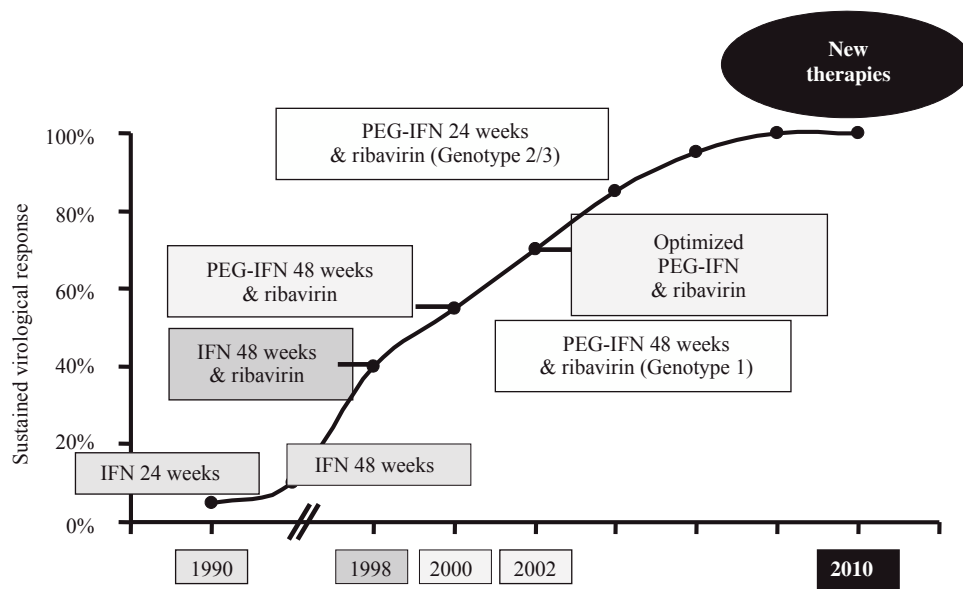 New
therapies
PEG-IFN 24 weeks
& ribavirin (Genotype 2/3)
100%
80%
60%
40%
20%
0%
Sustained virological response
PEG-IFN 48 weeks
& ribavirin
Optimized
PEG-IFN
& ribavirin
IFN 48 weeks
& ribavirin
PEG-IFN 48 weeks
& ribavirin (Genotype 1)
IFN 24 weeks
IFN 48 weeks
1990
1998
2000
2002
2010